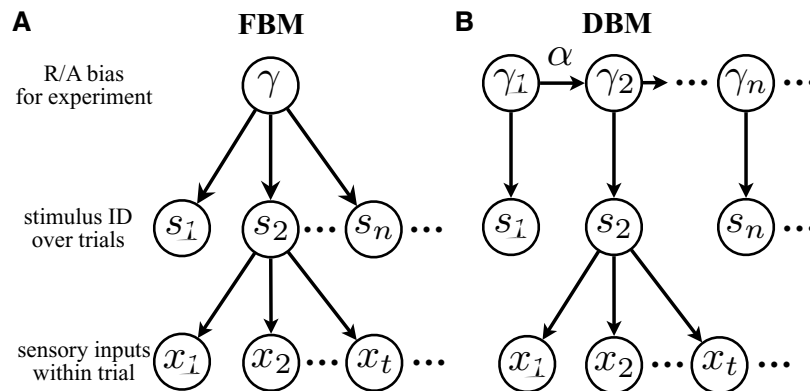 A FBM B DBM
R/A bias
for experiment
γ
γ₁ α γ₂ ... γₙ ...
stimulus ID
over trials
s₁ s₂ ... sₙ ...
s₁ s₂ sₙ ...
sensory inputs
within trial
x₁ x₂ ... xₜ ...
x₁ x₂ ... xₜ ...